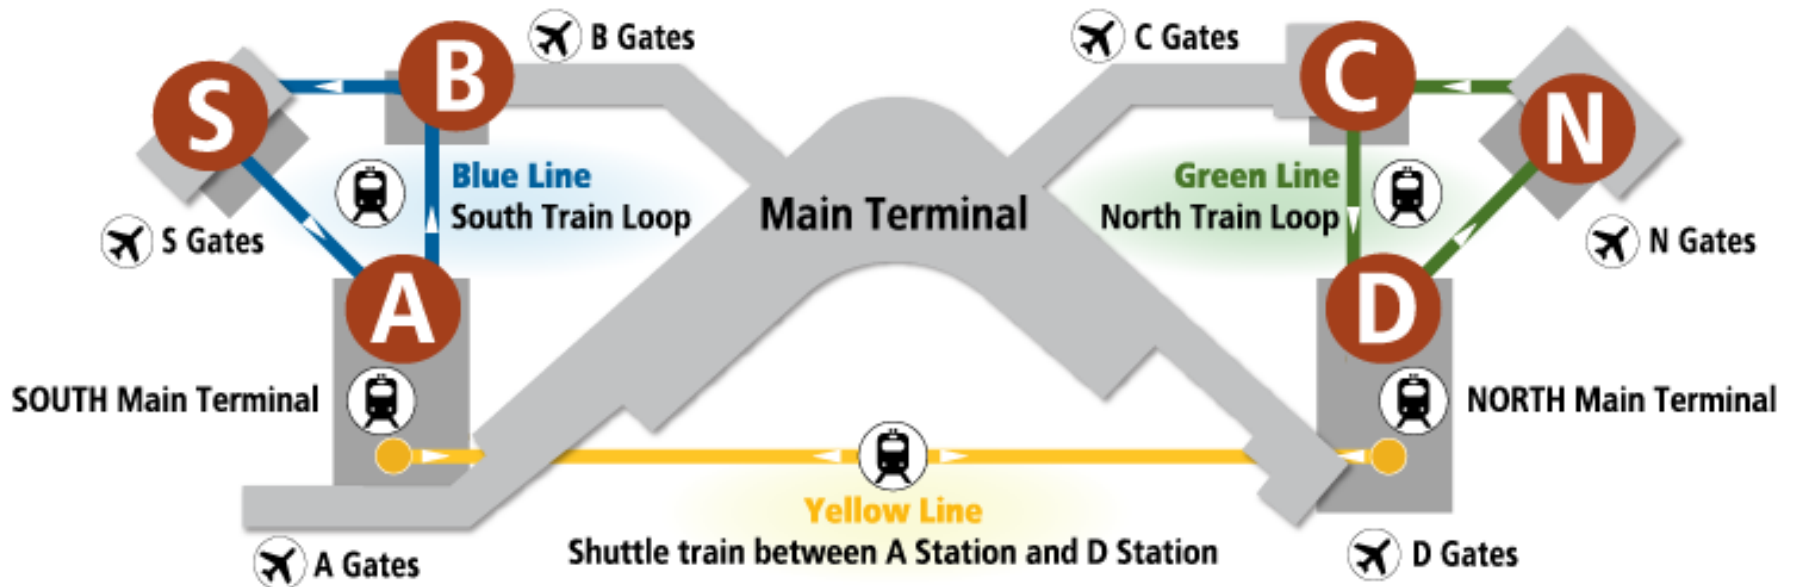 B Gates
C Gates
S
B
C
N
Blue Line
South Train Loop
Green Line
North Train Loop
Main Terminal
S Gates
N Gates
A
D
SOUTH Main Terminal
NORTH Main Terminal
Yellow Line
Shuttle train between A Station and D Station
A Gates
D Gates